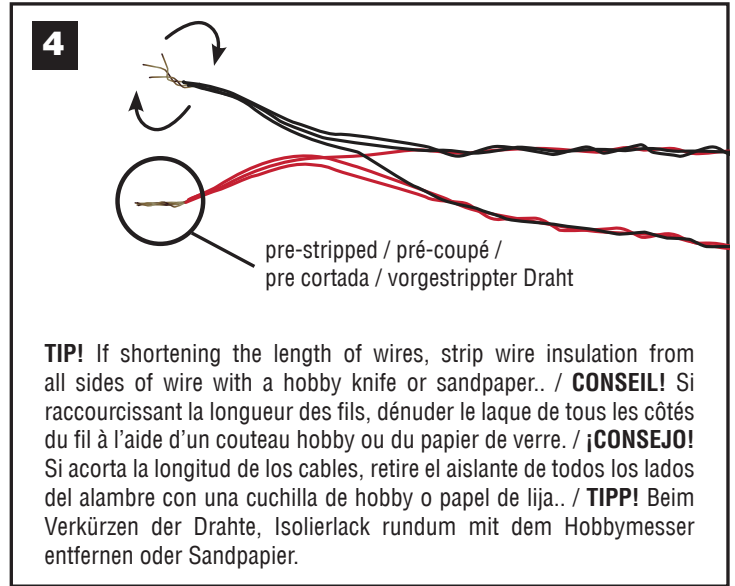 4
pre-stripped / pré-coupé /
pre cortada / vorgestrippter Draht
TIP! If shortening the length of wires, strip wire insulation from
all sides of wire with a hobby knife or sandpaper.. / CONSEIL! Si
raccourcissant la longueur des fils, dénuder le laque de tous les côtés
du fil à l'aide d'un couteau hobby ou du papier de verre. / ¡CONSEJO!
Si acorta la longitud de los cables, retire el aislante de todos los lados
del alambre con una cuchilla de hobby o papel de lija.. / TIPP! Beim
Verkürzen der Drahte, Isolierlack rundum mit dem Hobbymesser
entfernen oder Sandpapier.